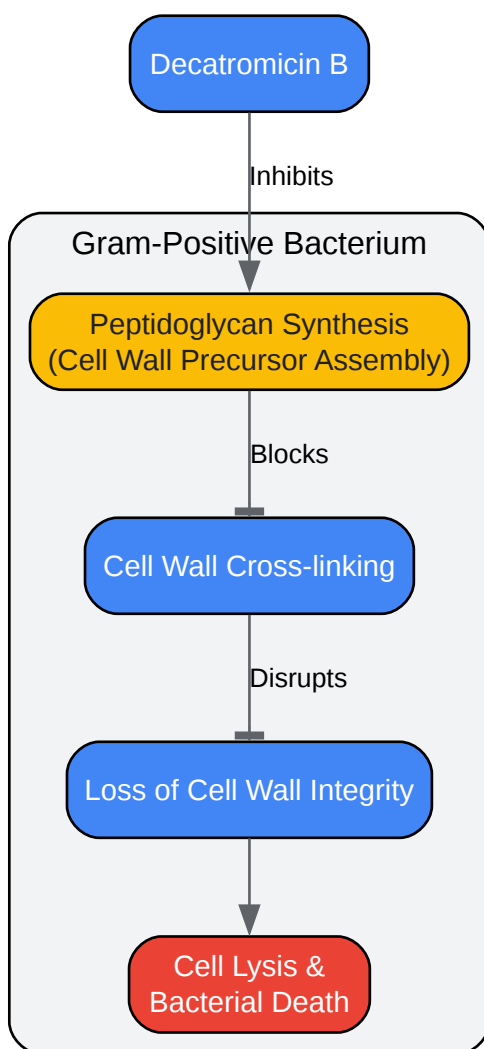 Decatromicin B
Inhibits
Gram-Positive Bacterium
Peptidoglycan Synthesis
(Cell Wall Precursor Assembly)
Blocks
Cell Wall Cross-linking
Disrupts
Loss of Cell Wall Integrity
Cell Lysis &
Bacterial Death